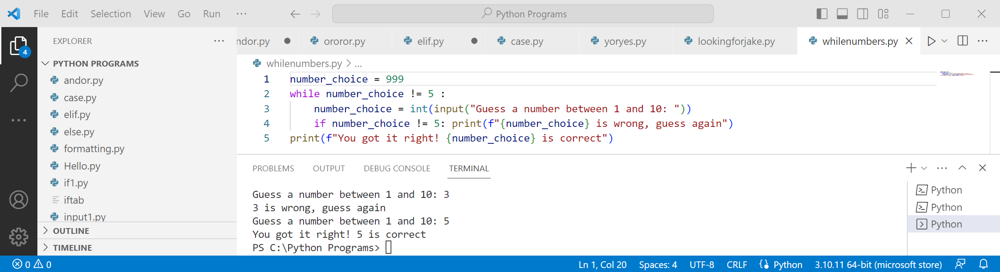 File Edit Selection View Go Run ··· Python Programs
4
EXPLORER ···
PYTHON PROGRAMS
andor.py
case.py
elif.py
else.py
formatting.py
Hello.py
if1.py
iftab
input1.py
OUTLINE
TIMELINE
ndor.py ororor.py elif.py case.py yoryes.py lookingforjake.py whilenumbers.py
whilenumbers.py > ...
1 number_choice = 999
2 while number_choice != 5 :
3     number_choice = int(input("Guess a number between 1 and 10: "))
4     if number_choice != 5: print(f"{number_choice} is wrong, guess again")
5 print(f"You got it right! {number_choice} is correct")
PROBLEMS OUTPUT DEBUG CONSOLE TERMINAL
Guess a number between 1 and 10: 3
3 is wrong, guess again
Guess a number between 1 and 10: 5
You got it right! 5 is correct
PS C:\Python Programs>
Python
Python
Python
0 0 Ln 1, Col 20 Spaces: 4 UTF-8 CRLF Python 3.10.11 64-bit (microsoft store)